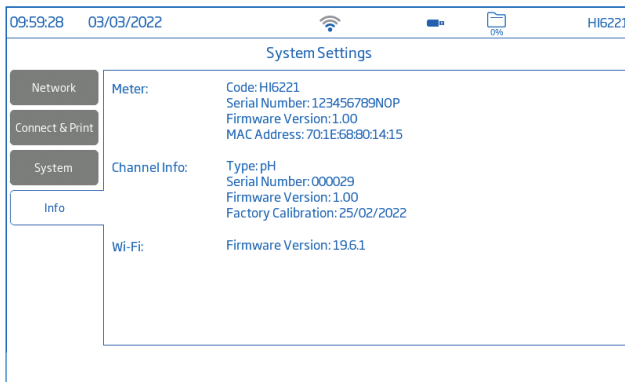 09:59:28 03/03/2022 HI6221
0%
System Settings
Network
Connect & Print
System
Info
Meter:
Code: HI6221
Serial Number: 123456789NOP
Firmware Version: 1.00
MAC Address: 70:1E:68:80:14:15
Channel Info:
Type: pH
Serial Number: 000029
Firmware Version: 1.00
Factory Calibration: 25/02/2022
Wi-Fi:
Firmware Version: 19.6.1